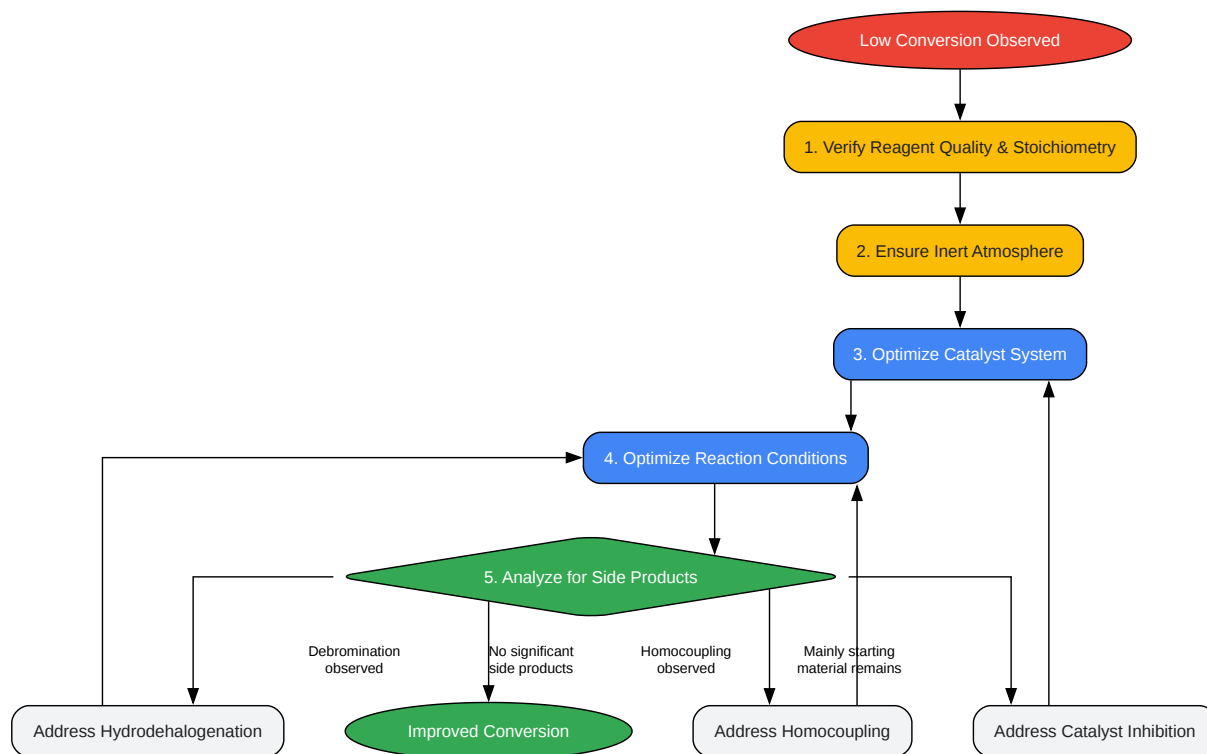 Low Conversion Observed
1. Verify Reagent Quality & Stoichiometry
2. Ensure Inert Atmosphere
3. Optimize Catalyst System
4. Optimize Reaction Conditions
5. Analyze for Side Products
Debromination
observed
No significant
side products
Homocoupling
observed
Mainly starting
material remains
Address Hydrodehalogenation
Improved Conversion
Address Homocoupling
Address Catalyst Inhibition